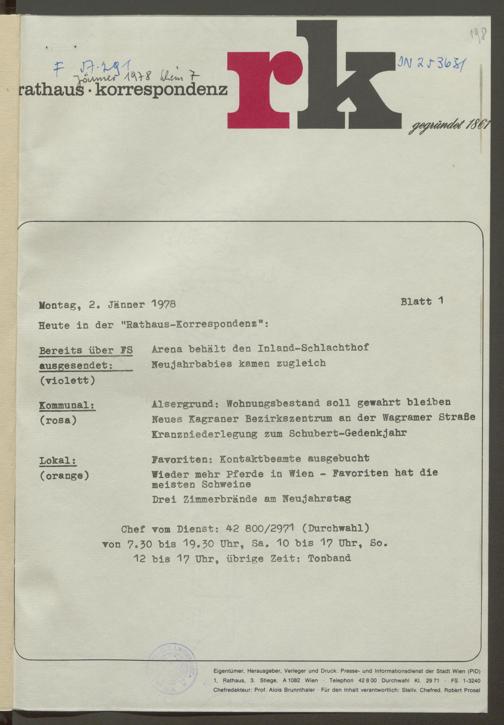 198
F 57.291
Jänner 1978
IN 253681
rathaus · korrespondenz
rk
gegründet 1861
Montag, 2. Jänner 1978
Blatt 1
Heute in der "Rathaus-Korrespondenz":
Bereits über FS ausgesendet: (violett)
Arena behält den Inland-Schlachthof
Neujahrbabies kamen zugleich
Kommunal: (rosa)
Alsergrund: Wohnungsbestand soll gewahrt bleiben
Neues Kagraner Bezirkszentrum an der Wagramer Straße
Kranzniederlegung zum Schubert-Gedenkjahr
Lokal: (orange)
Favoriten: Kontaktbeamte ausgebucht
Wieder mehr Pferde in Wien - Favoriten hat die
meisten Schweine
Drei Zimmerbrände am Neujahrstag
Chef vom Dienst: 42 800/2971 (Durchwahl)
von 7.30 bis 19.30 Uhr, Sa. 10 bis 17 Uhr, So.
12 bis 17 Uhr, übrige Zeit: Tonband
Eigentümer, Herausgeber, Verleger und Druck. Presse- und Informationsdienst der Stadt Wien (PID)
1, Rathaus, 3. Stiege, A 1082 Wien · Telephon 42 8 00 Durchwahl Kl. 29 71 · FS 1-3240
Chefredakteur: Prof. Alois Brunnthaler · Für den Inhalt verantwortlich: Stellv. Chefred. Robert Prosel